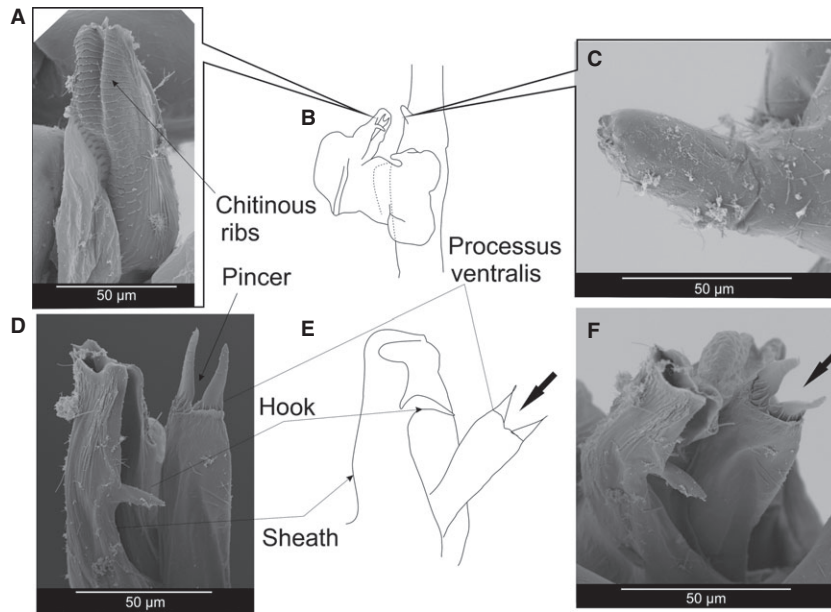 A
B
C
Chitinous
ribs
Pincer
Processus
ventralis
50 µm
50 µm
D
E
F
Hook
Sheath
50 µm
50 µm